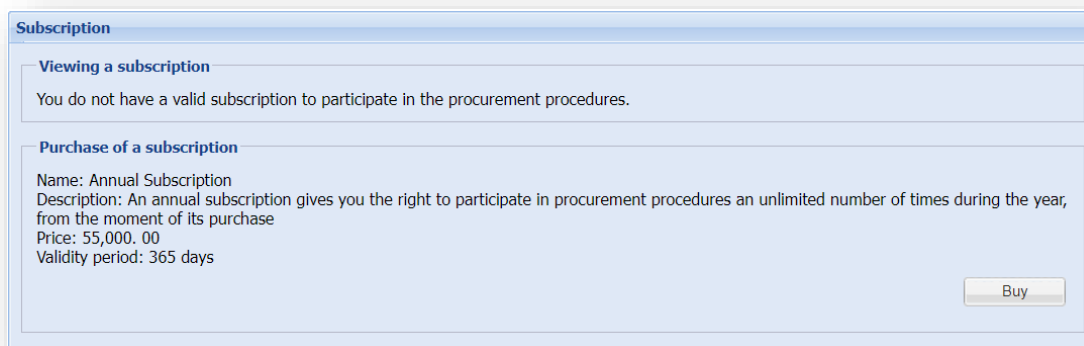 Subscription
Viewing a subscription
You do not have a valid subscription to participate in the procurement procedures.
Purchase of a subscription
Name: Annual Subscription
Description: An annual subscription gives you the right to participate in procurement procedures an unlimited number of times during the year,
from the moment of its purchase
Price: 55,000. 00
Validity period: 365 days
Buy